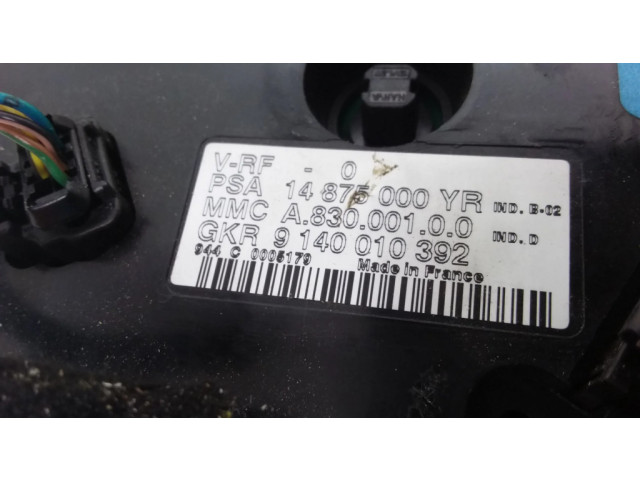 V-RF - 0
PSA 14 875 000 YR IND. B-02
MMC A.830.001.0.0 IND. D
GKR 9 140 010 392
944 C 0005179 Made in France